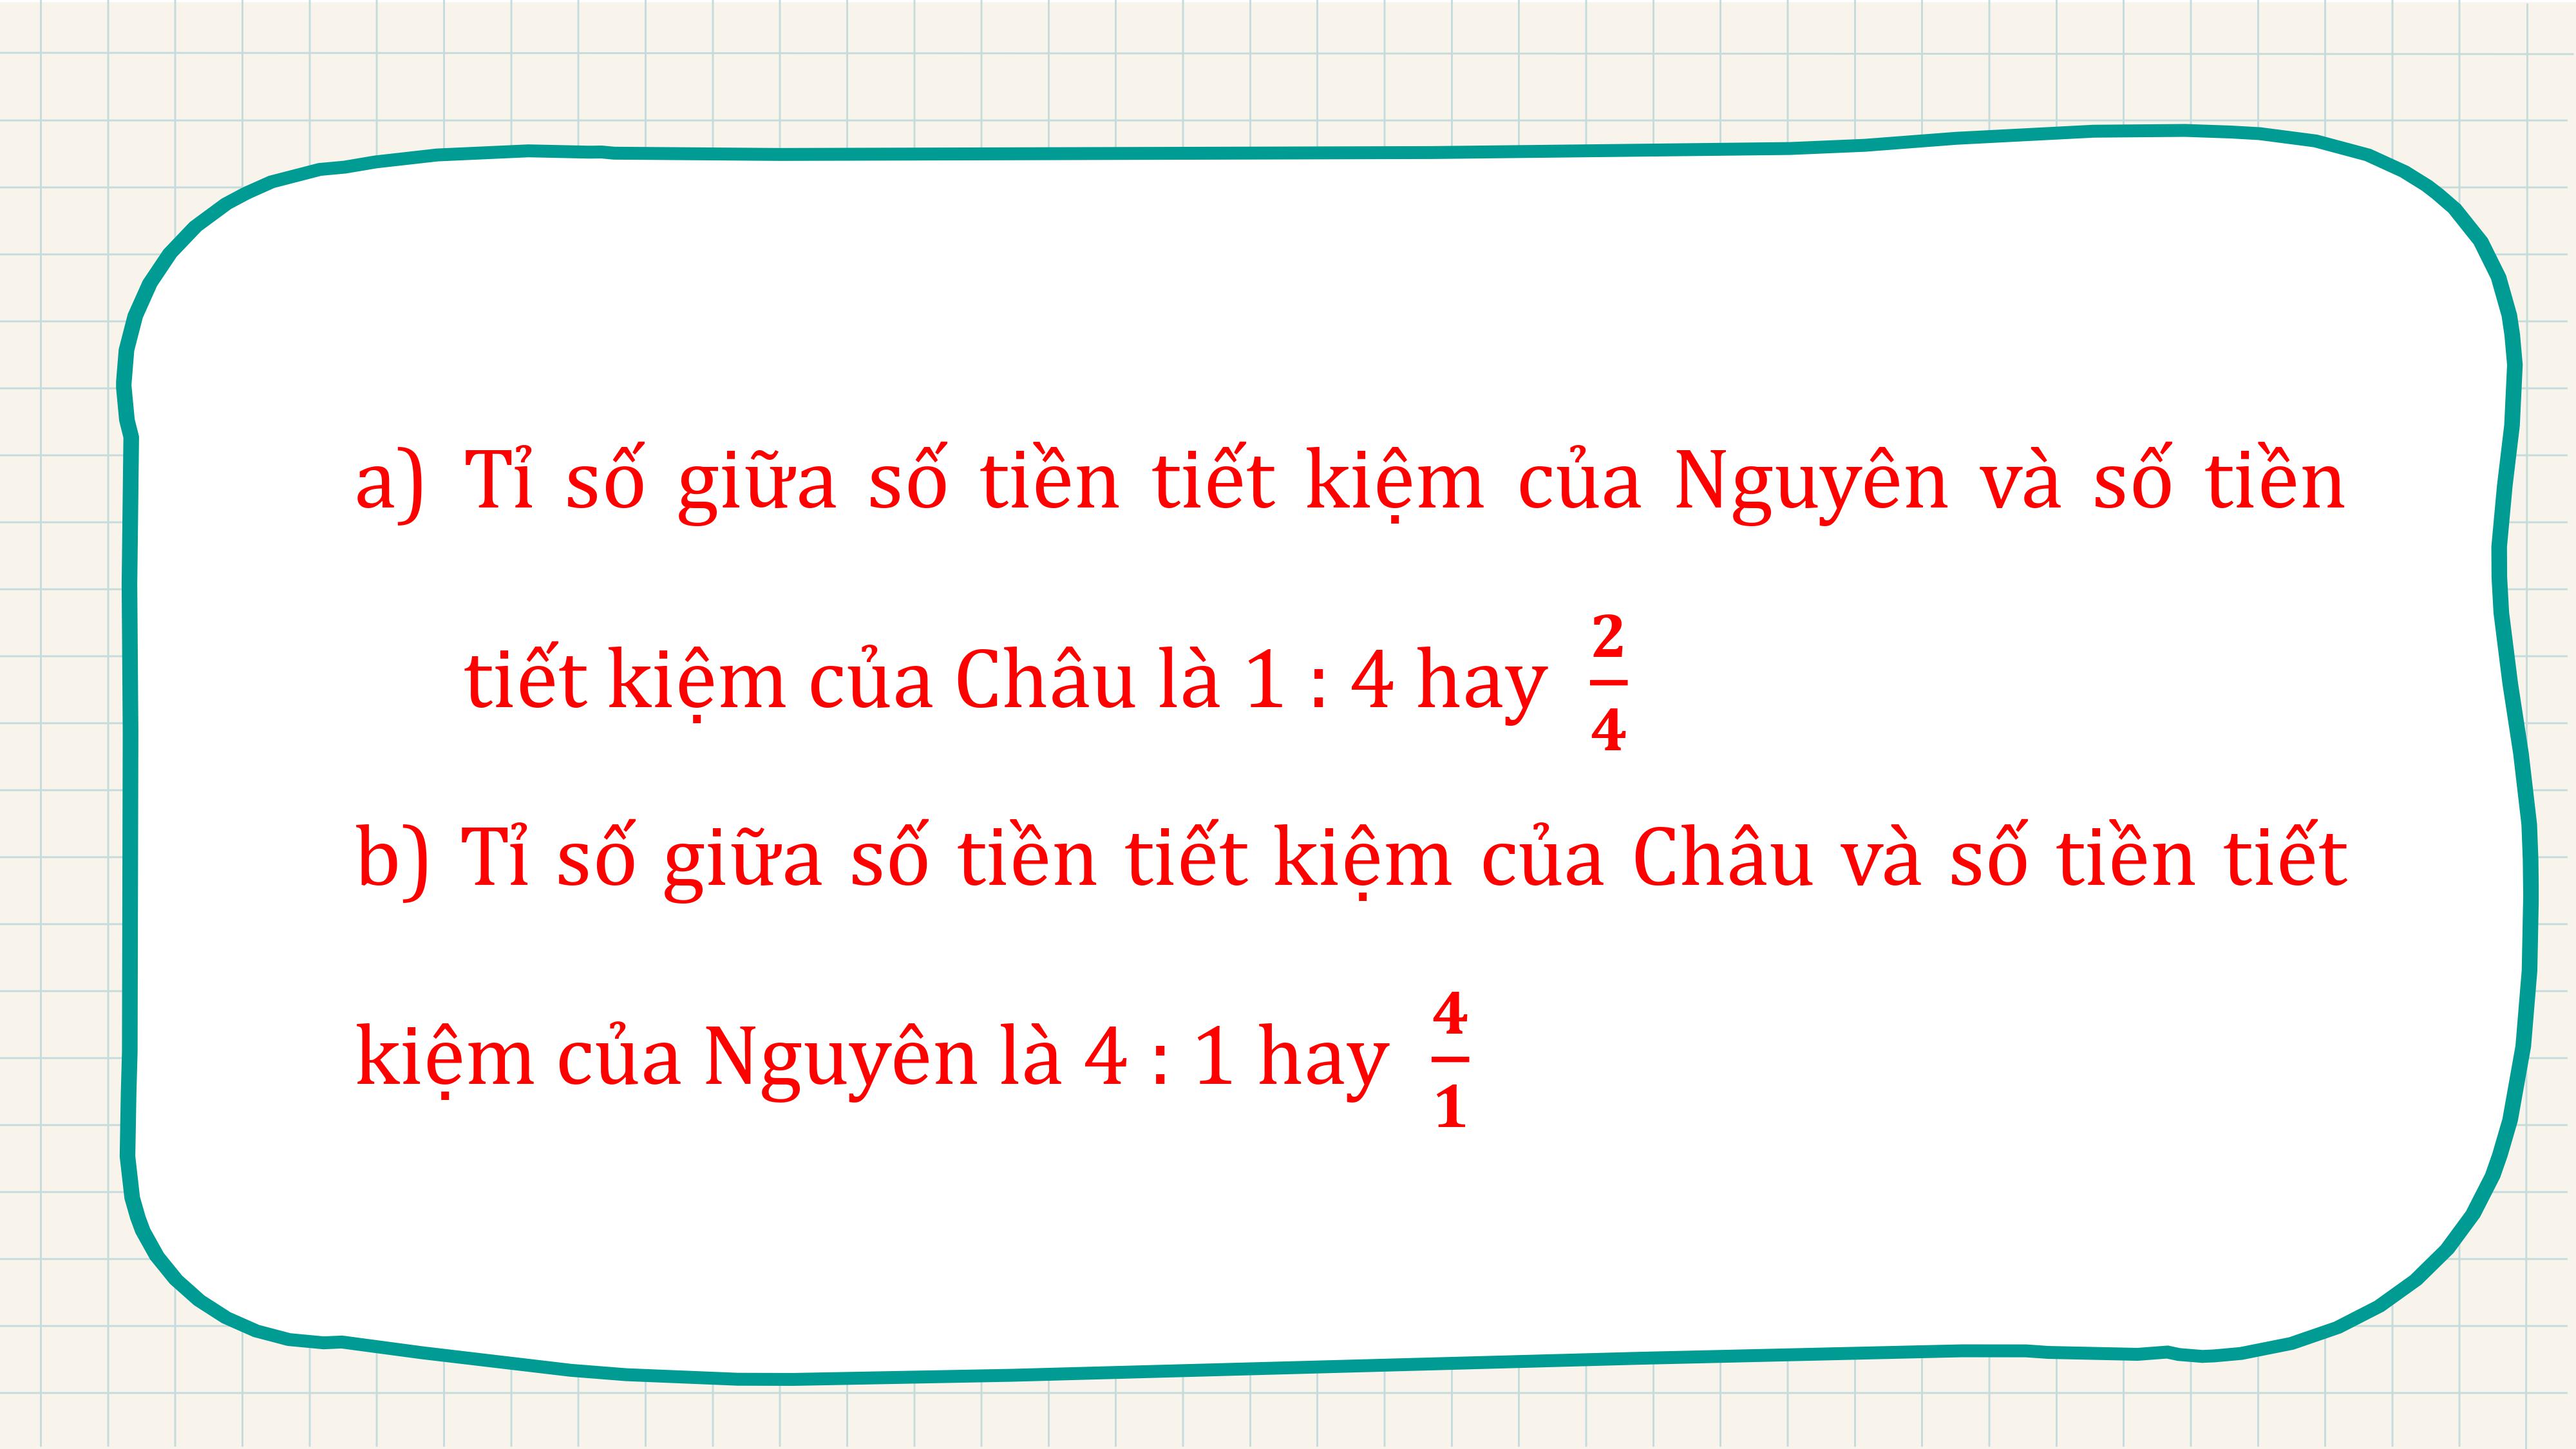 a) Tỉ số giữa số tiền tiết kiệm của Nguyên và số tiền
tiết kiệm của Châu là 1 : 4 hay 2/4
b) Tỉ số giữa số tiền tiết kiệm của Châu và số tiền tiết
kiệm của Nguyên là 4 : 1 hay 4/1